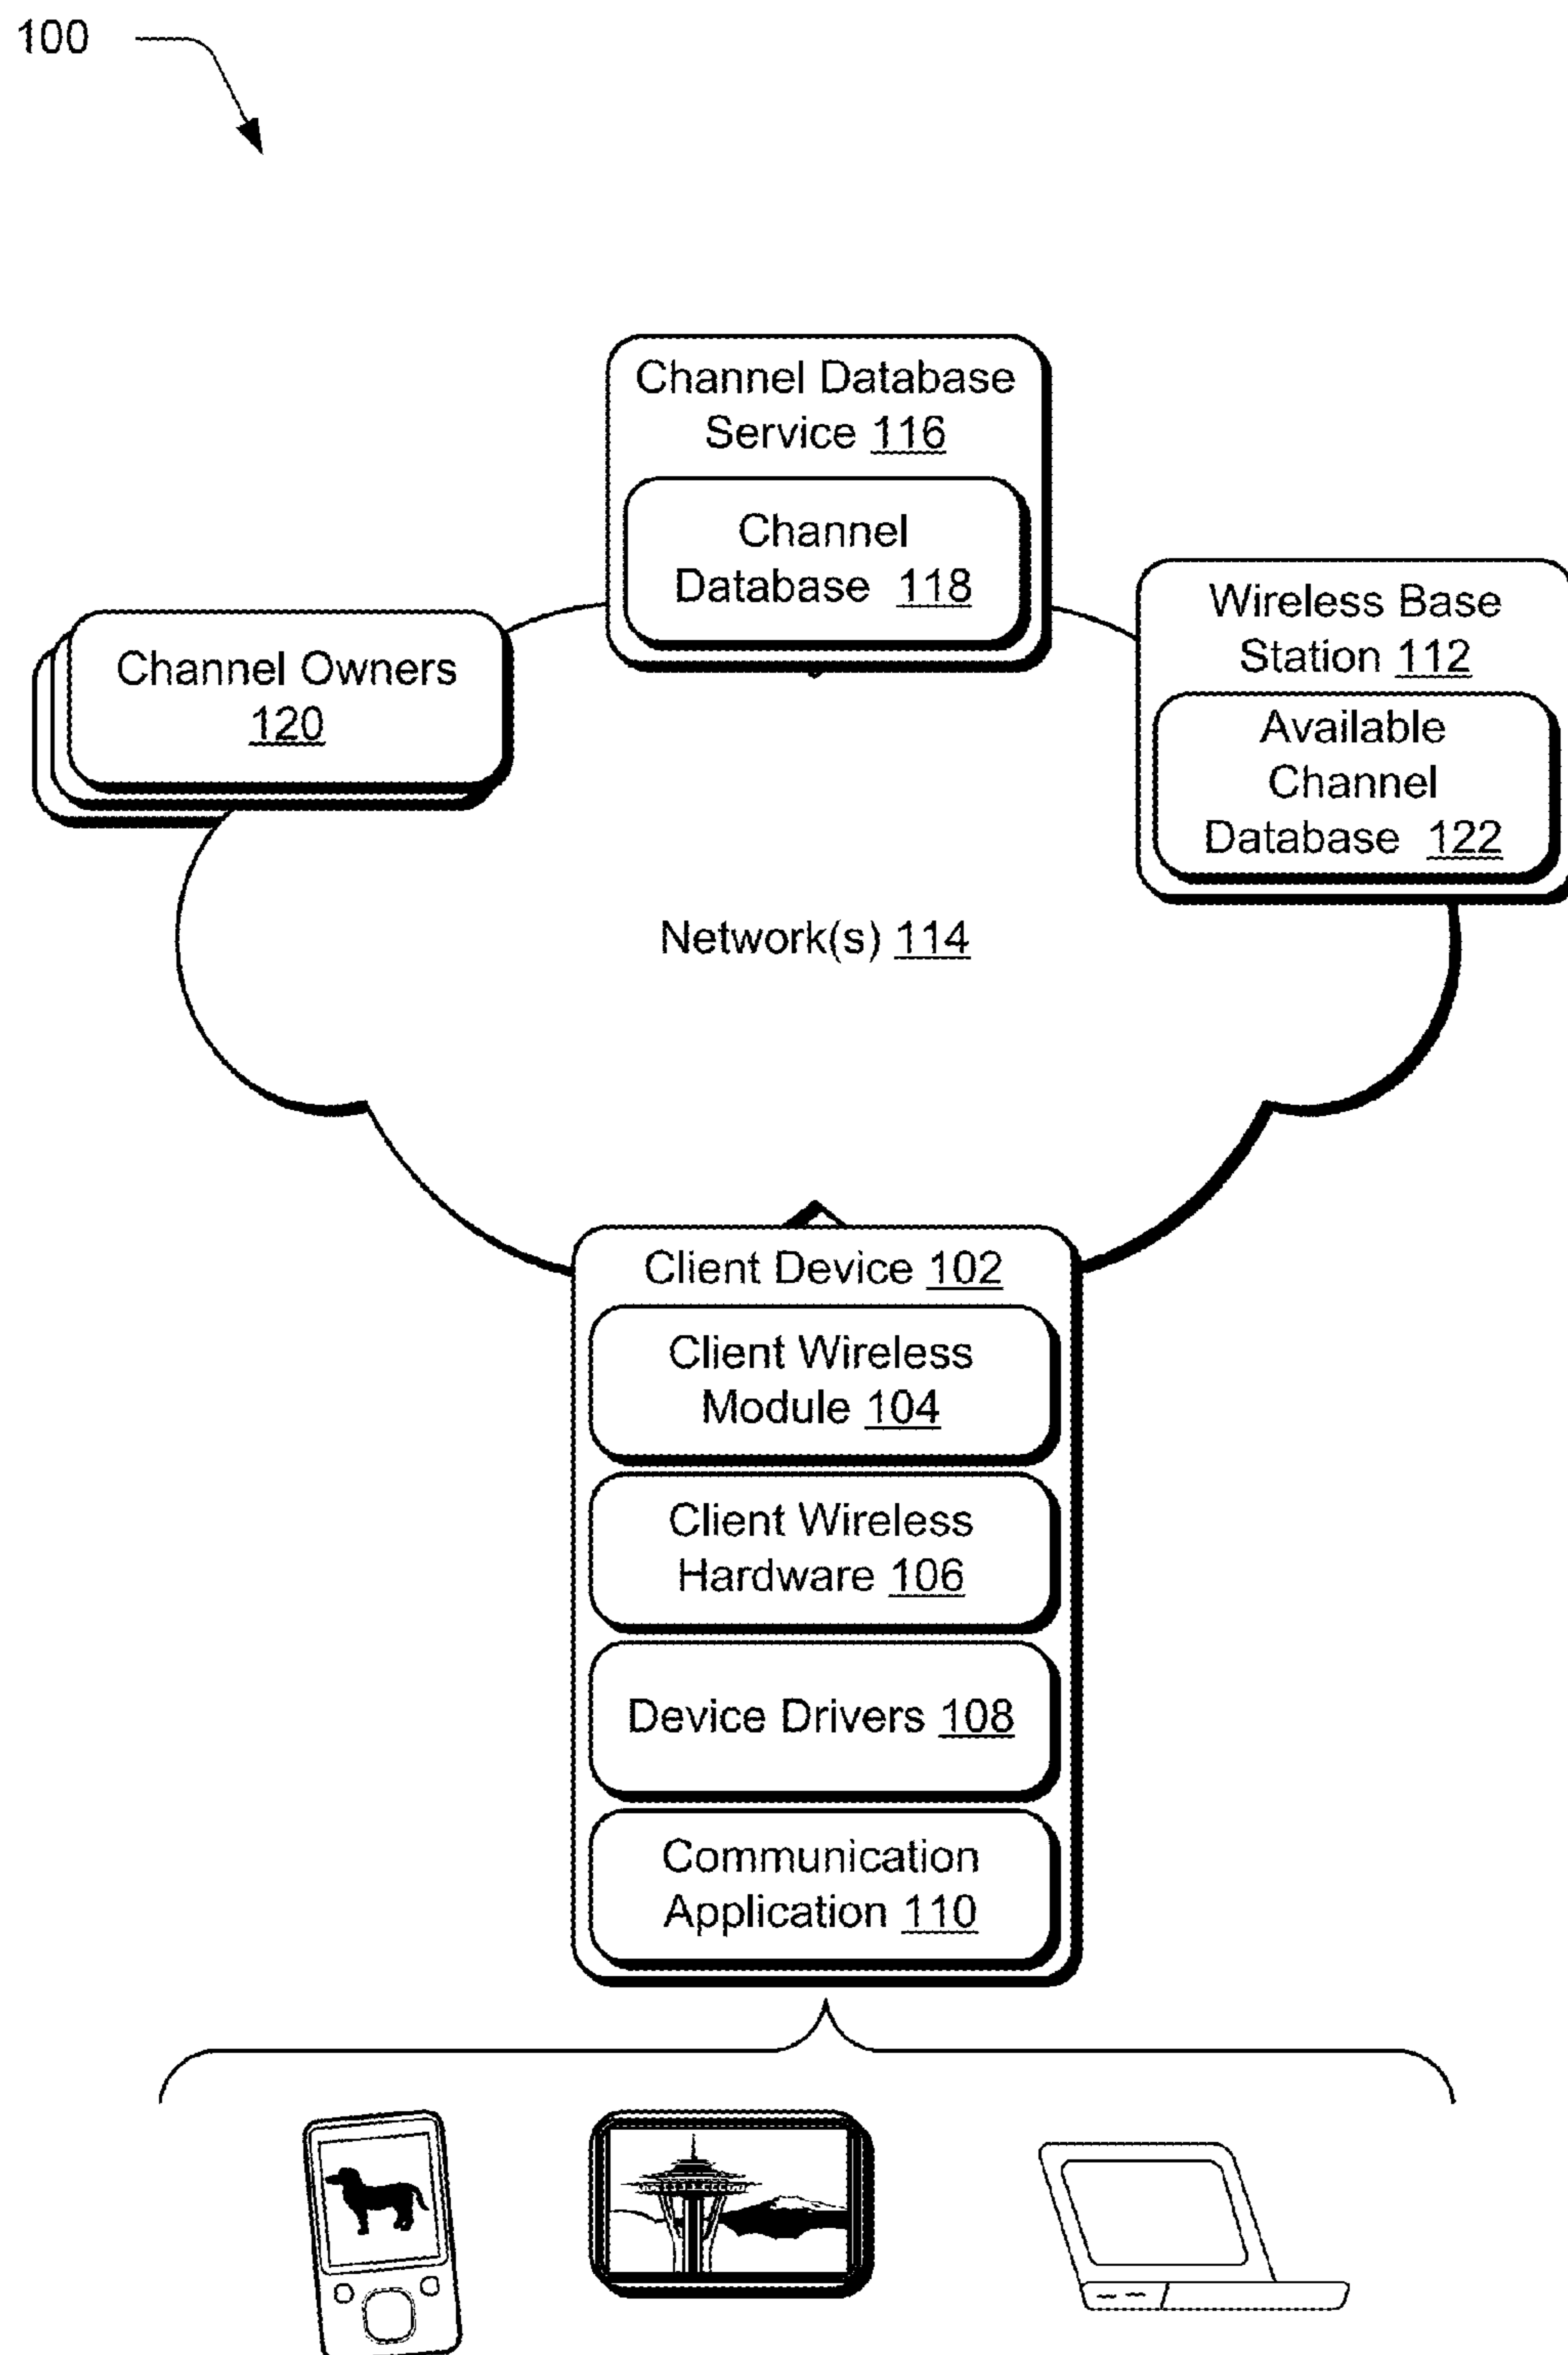 100
Channel Database
Service 116
Channel
Database 118
Wireless Base
Station 112
Available
Channel
Database 122
Channel Owners
120
Network(s) 114
Client Device 102
Client Wireless
Module 104
Client Wireless
Hardware 106
Device Drivers 108
Communication
Application 110